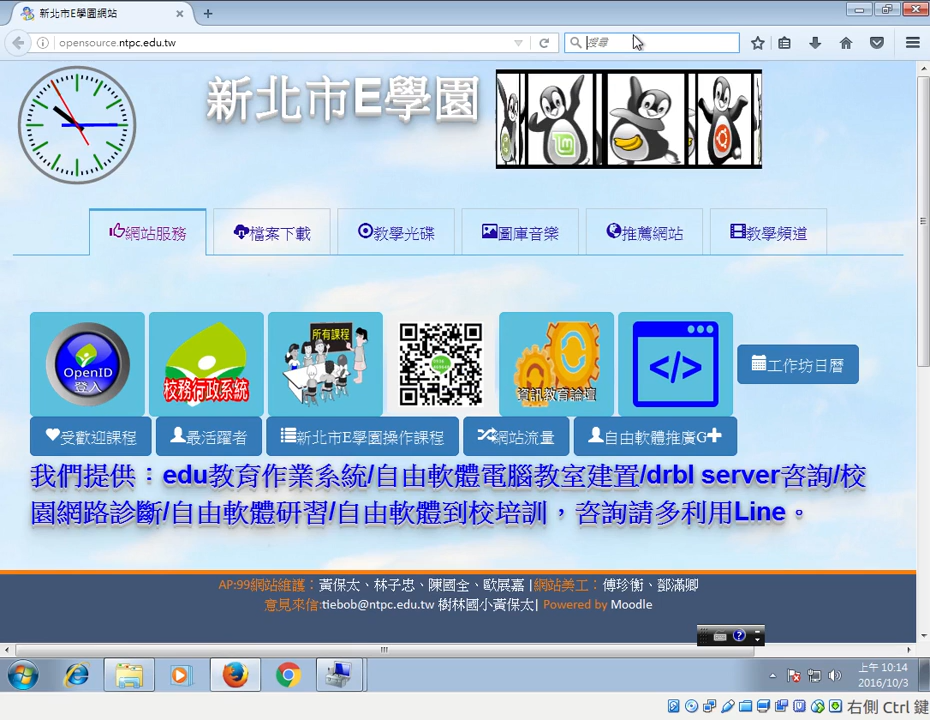 新北市E學園網站
opensource.ntpc.edu.tw
搜尋
新北市E學園
網站服務
檔案下載
教學光碟
圖庫音樂
推薦網站
教學頻道
OpenID
登入
校務行政系統
所有課程
資訊教育論壇
</>
工作坊日曆
受歡迎課程
最活躍者
新北市E學園操作課程
網站流量
自由軟體推廣G+
我們提供：edu教育作業系統/自由軟體電腦教室建置/drbl server咨詢/校
園網路診斷/自由軟體研習/自由軟體到校培訓，咨詢請多利用Line。
AP:99網站維護：黃保太、林子忠、陳國全、歐展嘉 | 網站美工：傅珍衡、鄧滿卿
意見來信:tiebob@ntpc.edu.tw 樹林國小黃保太| Powered by Moodle
上午 10:14
2016/10/3
右側 Ctrl 鍵